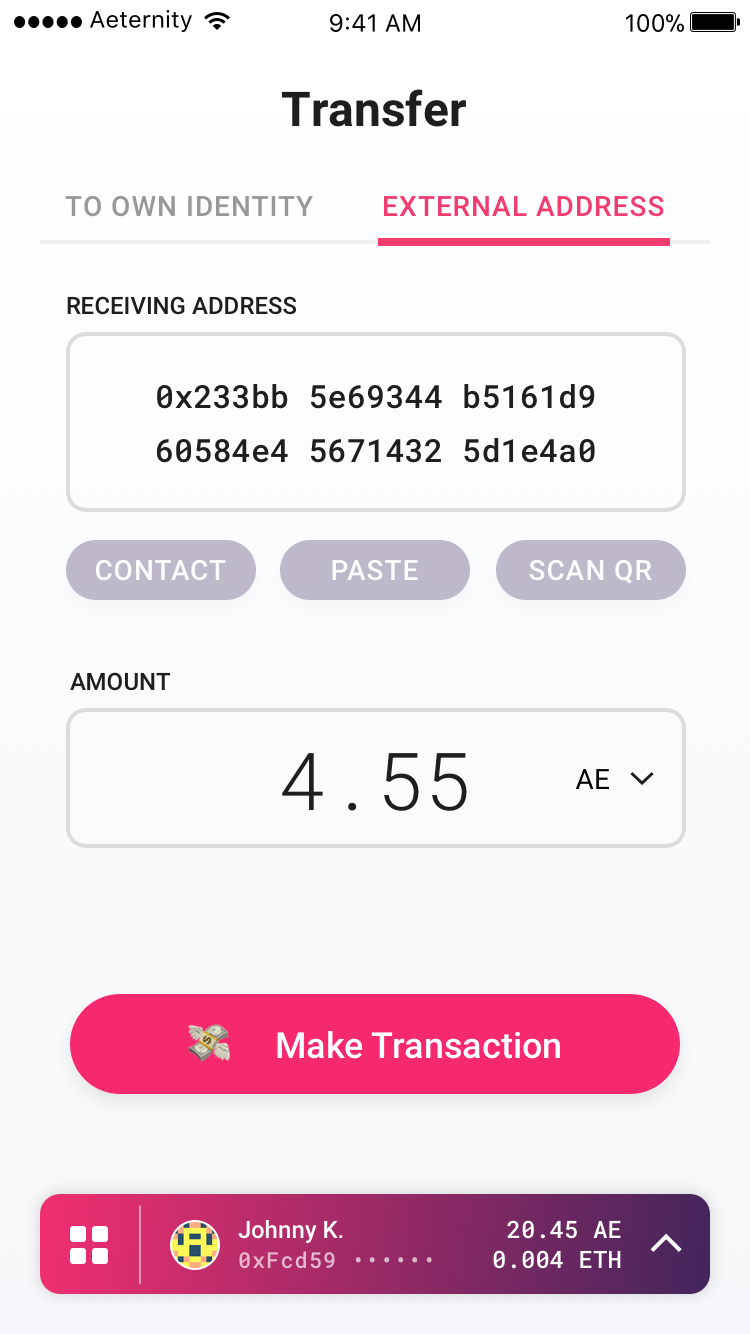 Aeternity 9:41 AM 100%
Transfer
TO OWN IDENTITY EXTERNAL ADDRESS
RECEIVING ADDRESS
0x233bb 5e69344 b5161d9
60584e4 5671432 5d1e4a0
CONTACT PASTE SCAN QR
AMOUNT
4.55 AE
Make Transaction
Johnny K. 20.45 AE
0xFcd59 •••••• 0.004 ETH